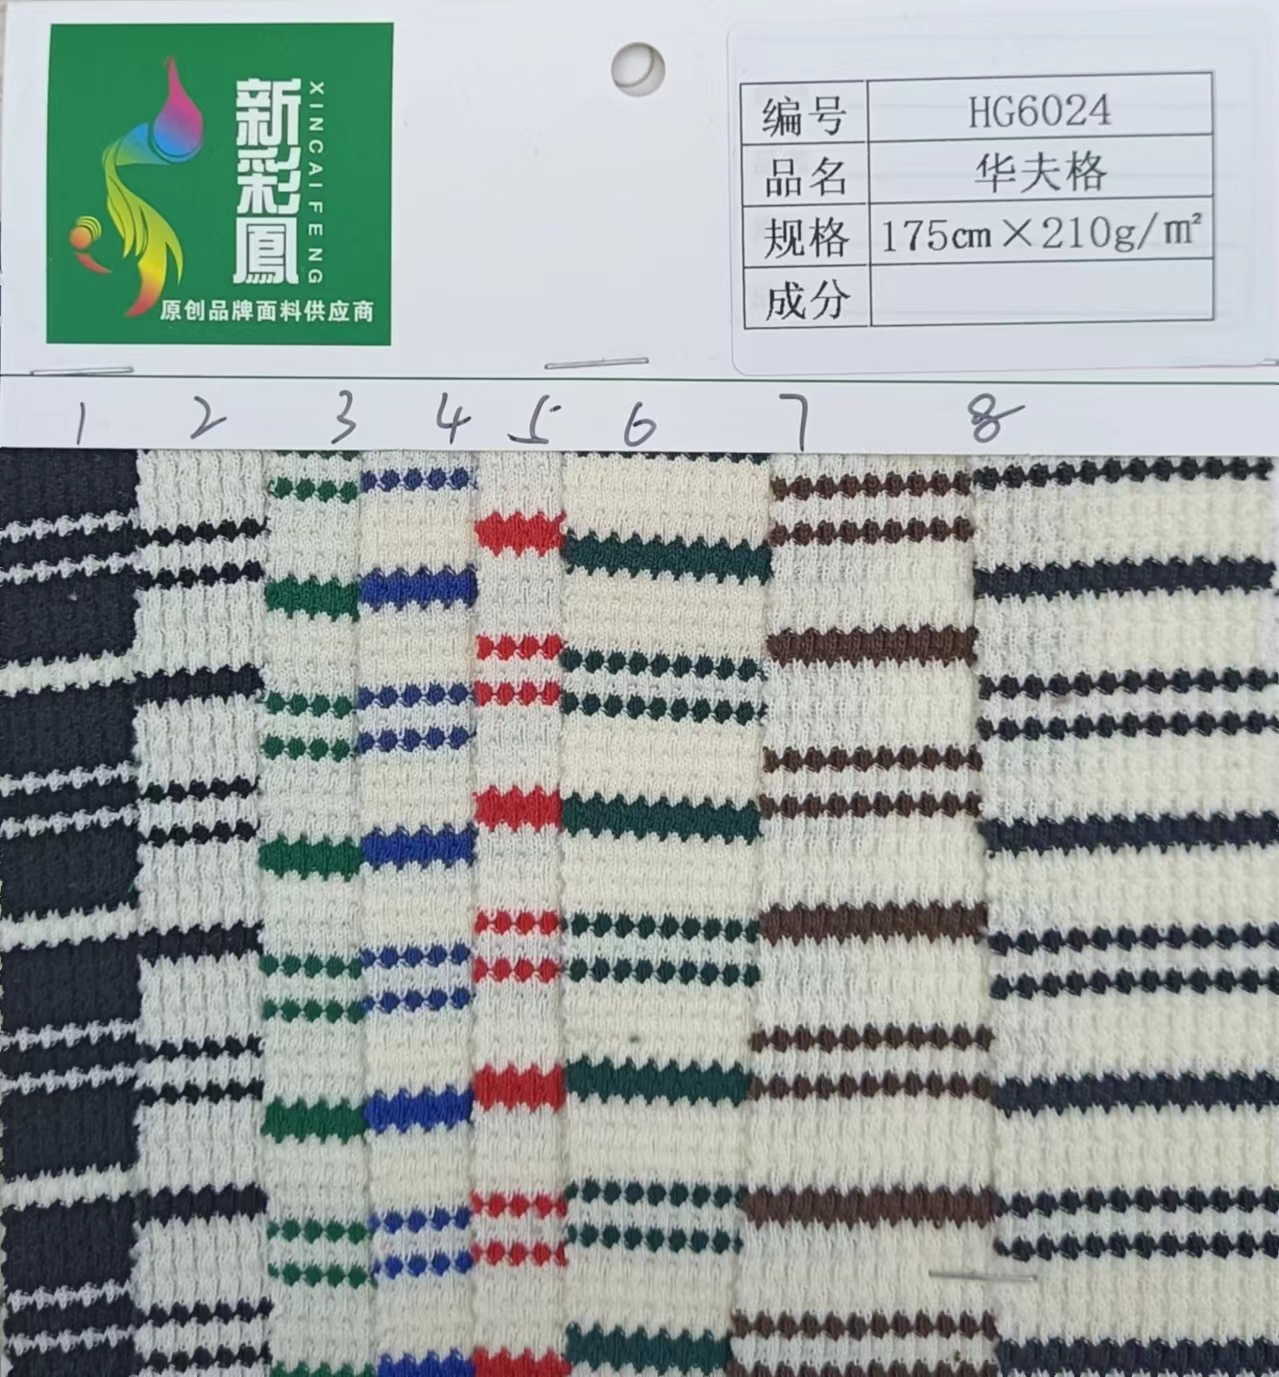 新彩鳳
XINCAIFENG
原创品牌面料供应商
编号 HG6024
品名 华夫格
规格 175cm×210g/m²
成分
1 2 3 4 5 6 7 8